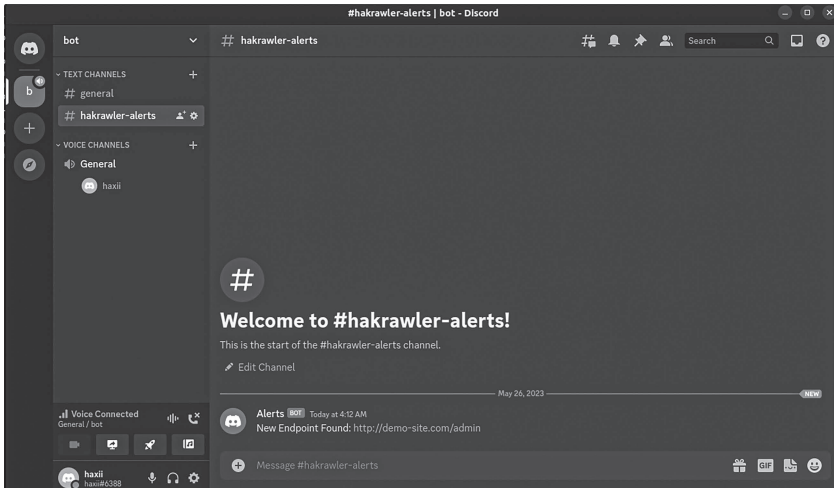 #hakrawler-alerts | bot - Discord
bot
# hakrawler-alerts
Search
TEXT CHANNELS
# general
# hakrawler-alerts
VOICE CHANNELS
General
haxii
b
#
Welcome to #hakrawler-alerts!
This is the start of the #hakrawler-alerts channel.
Edit Channel
May 26, 2023
NEW
Alerts BOT Today at 4:12 AM
New Endpoint Found: http://demo-site.com/admin
Voice Connected
General / bot
haxii
haxii#6388
Message #hakrawler-alerts
GIF